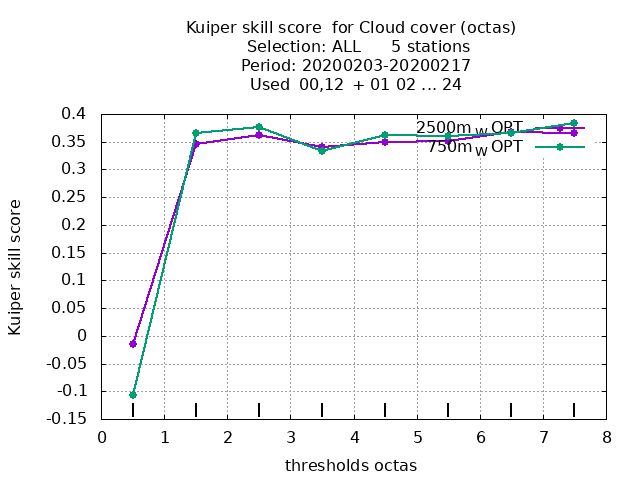 Kuiper skill score  for Cloud cover (octas)
Selection: ALL      5 stations
Period: 20200203-20200217
Used  00,12  + 01 02 ... 24
0.4
0.35
0.3
0.25
0.2
0.15
0.1
0.05
0
-0.05
-0.1
-0.15
Kuiper skill score
2500m_W OPT
750m_W OPT
0 1 2 3 4 5 6 7 8
thresholds octas